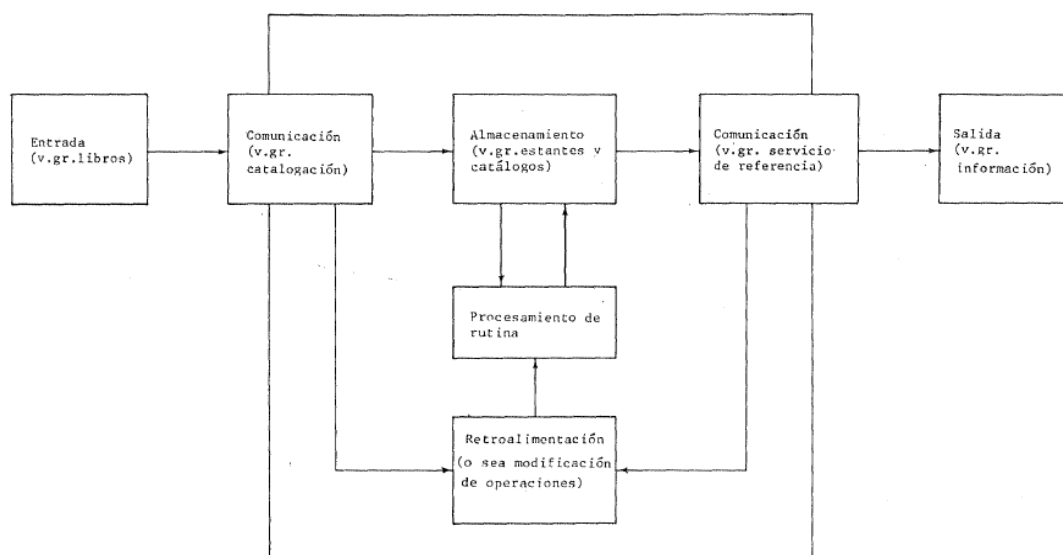 Entrada
(v.gr.libros)
Comunicación
(v.gr.
catalogación)
Almacenamiento
(v.gr.estantes y
catálogos)
Comunicación
(v.gr. servicio
de referencia)
Salida
(v.gr.
información)
Procesamiento de
rutina
Retroalimentación
(o sea modificación
de operaciones)